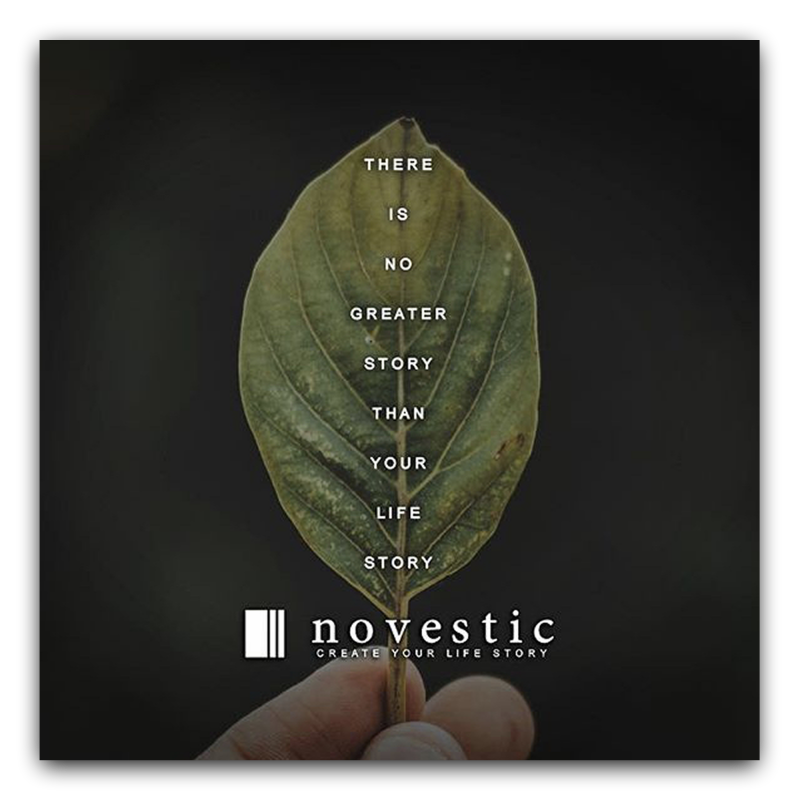 THERE
IS
NO
GREATER
STORY
THAN
YOUR
LIFE
STORY
novestic
CREATE YOUR LIFE STORY